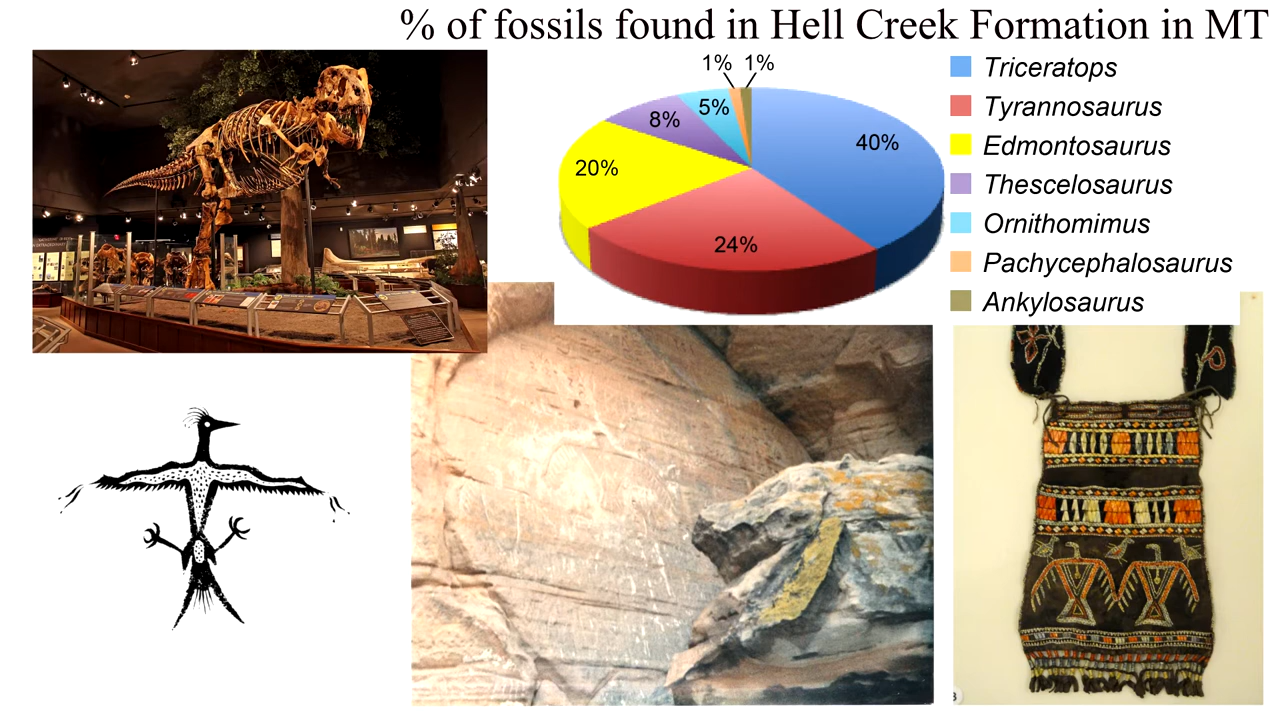 % of fossils found in Hell Creek Formation in MT
1% 1%
5%
8%
40%
20%
24%
Triceratops
Tyrannosaurus
Edmontosaurus
Thescelosaurus
Ornithomimus
Pachycephalosaurus
Ankylosaurus